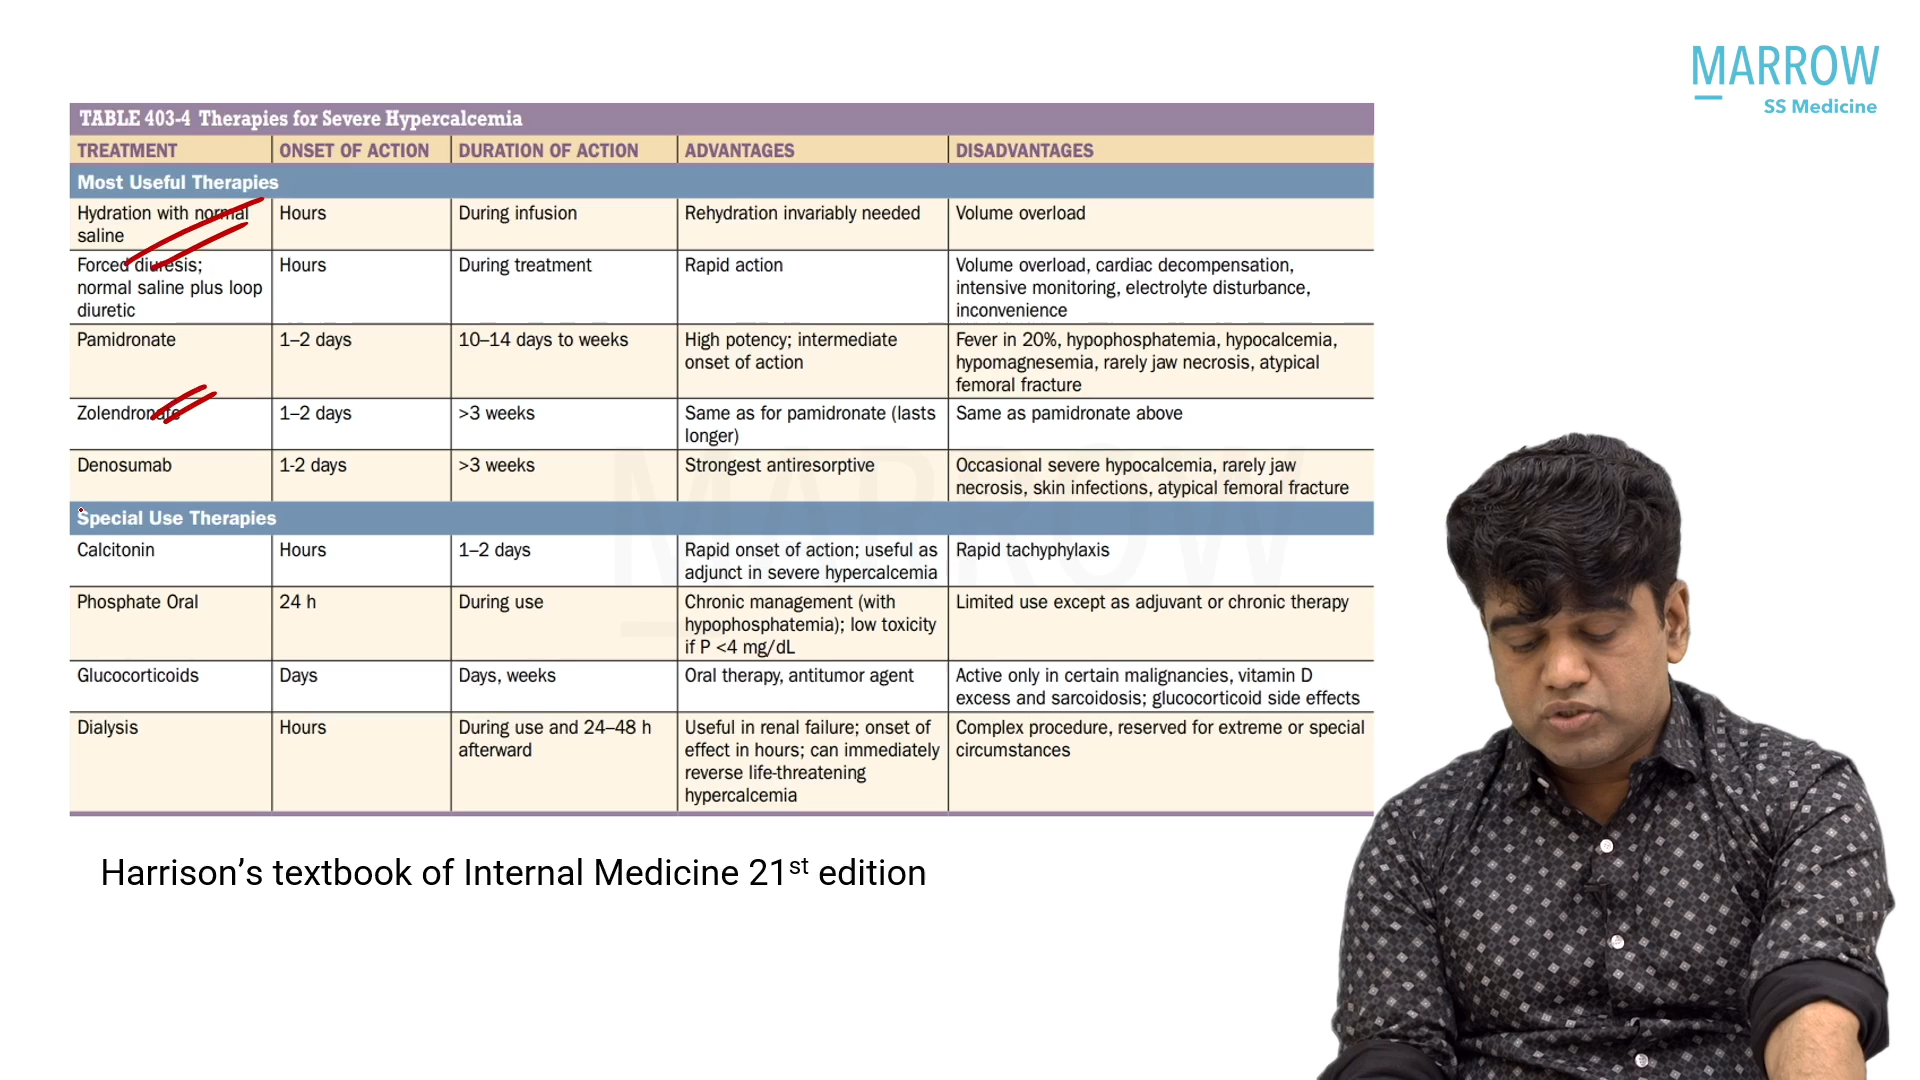 MARROW
SS Medicine
TABLE 403-4 Therapies for Severe Hypercalcemia
TREATMENT ONSET OF ACTION DURATION OF ACTION ADVANTAGES DISADVANTAGES
Most Useful Therapies
Hydration with normal Hours During infusion Rehydration invariably needed Volume overload
saline
Forced diuresis; Hours During treatment Rapid action Volume overload, cardiac decompensation,
normal saline plus loop intensive monitoring, electrolyte disturbance,
diuretic inconvenience
Pamidronate 1–2 days 10–14 days to weeks High potency; intermediate Fever in 20%, hypophosphatemia, hypocalcemia,
onset of action hypomagnesemia, rarely jaw necrosis, atypical
femoral fracture
Zolendronate 1–2 days >3 weeks Same as for pamidronate (lasts Same as pamidronate above
longer)
Denosumab 1-2 days >3 weeks Strongest antiresorptive Occasional severe hypocalcemia, rarely jaw
necrosis, skin infections, atypical femoral fracture
Special Use Therapies
Calcitonin Hours 1–2 days Rapid onset of action; useful as Rapid tachyphylaxis
adjunct in severe hypercalcemia
Phosphate Oral 24 h During use Chronic management (with Limited use except as adjuvant or chronic therapy
hypophosphatemia); low toxicity
if P <4 mg/dL
Glucocorticoids Days Days, weeks Oral therapy, antitumor agent Active only in certain malignancies, vitamin D
excess and sarcoidosis; glucocorticoid side effects
Dialysis Hours During use and 24–48 h Useful in renal failure; onset of Complex procedure, reserved for extreme or special
afterward effect in hours; can immediately circumstances
reverse life-threatening
hypercalcemia
MARROW
Harrison’s textbook of Internal Medicine 21st edition